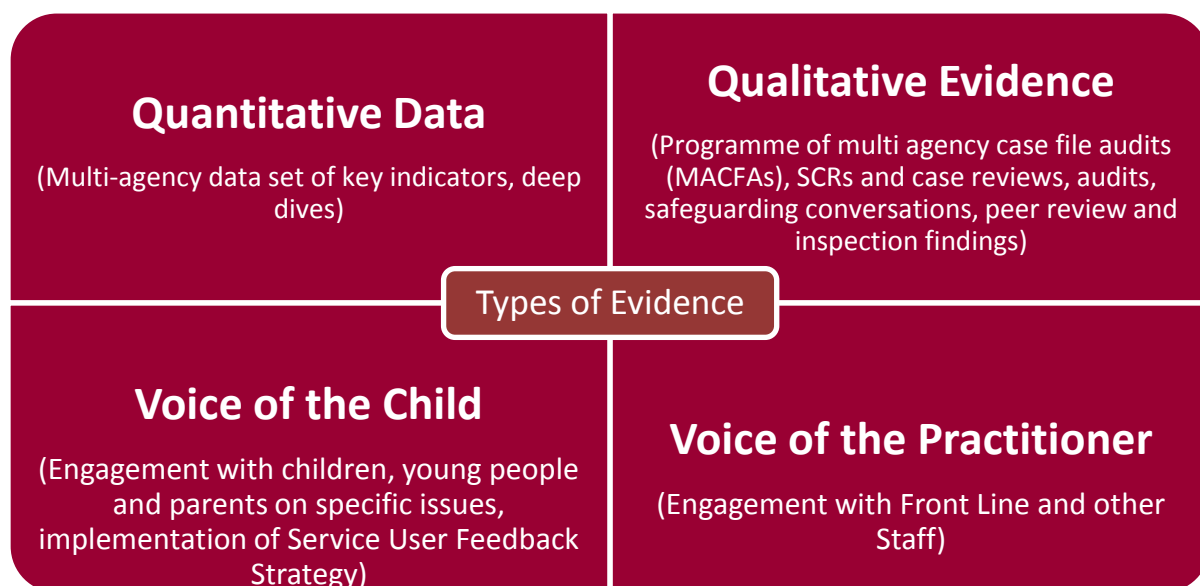 Quantitative Data
(Multi-agency data set of key indicators, deep
dives)
Qualitative Evidence
(Programme of multi agency case file audits
(MACFAs), SCRs and case reviews, audits,
safeguarding conversations, peer review and
inspection findings)
Types of Evidence
Voice of the Child
(Engagement with children, young people
and parents on specific issues,
implementation of Service User Feedback
Strategy)
Voice of the Practitioner
(Engagement with Front Line and other
Staff)